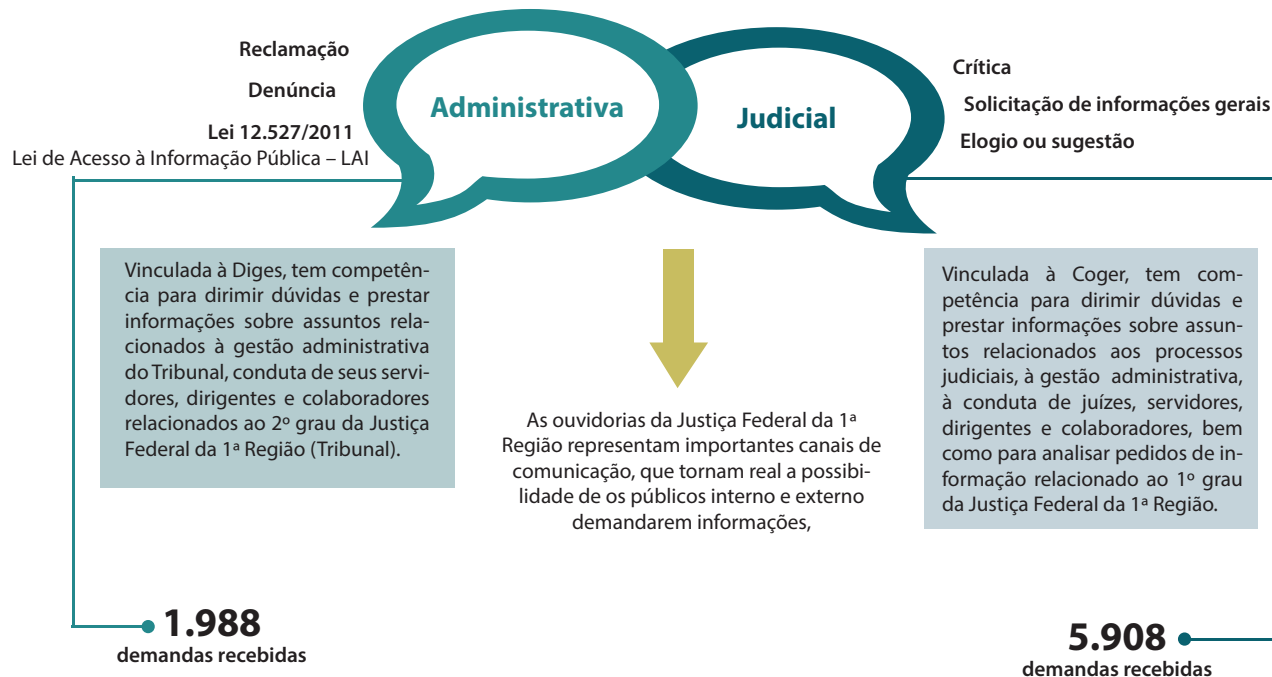 Reclamação
Denúncia
Lei 12.527/2011
Lei de Acesso à Informação Pública – LAI
Administrativa
Judicial
Crítica
Solicitação de informações gerais
Elogio ou sugestão
Vinculada à Diges, tem competên-
cia para dirimir dúvidas e prestar
informações sobre assuntos rela-
cionados à gestão administrativa
do Tribunal, conduta de seus servi-
dores, dirigentes e colaboradores
relacionados ao 2º grau da Justiça
Federal da 1ª Região (Tribunal).
As ouvidorias da Justiça Federal da 1ª
Região representam importantes canais de
comunicação, que tornam real a possibi-
lidade de os públicos interno e externo
demandarem informações,
Vinculada à Coger, tem com-
petência para dirimir dúvidas e
prestar informações sobre assun-
tos relacionados aos processos
judiciais, à gestão administrativa,
à conduta de juízes, servidores,
dirigentes e colaboradores, bem
como para analisar pedidos de in-
formação relacionado ao 1º grau
da Justiça Federal da 1ª Região.
1.988
demandas recebidas
5.908
demandas recebidas